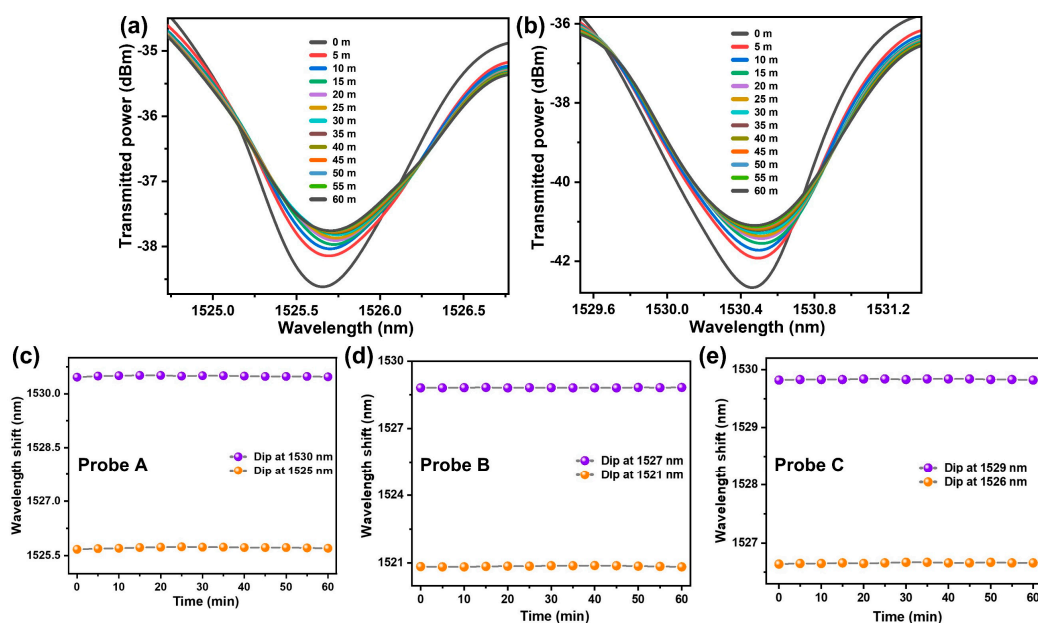 (a)
Transmitted power (dBm)
-35
-36
-37
-38
0 m
5 m
10 m
15 m
20 m
25 m
30 m
35 m
40 m
45 m
50 m
55 m
60 m
1525.0
1525.5
1526.0
1526.5
Wavelength (nm)
(b)
Transmitted power (dBm)
-36
-38
-40
-42
0 m
5 m
10 m
15 m
20 m
25 m
30 m
35 m
40 m
45 m
50 m
55 m
60 m
1529.6
1530.0
1530.4
1530.8
1531.2
Wavelength (nm)
(c)
Wavelength shift (nm)
1530.0
1528.5
1527.0
1525.5
Dip at 1530 nm
Dip at 1525 nm
Probe A
0 10 20 30 40 50 60
Time (min)
(d)
Wavelength shift (nm)
1530
1527
1524
1521
Dip at 1527 nm
Dip at 1521 nm
Probe B
0 10 20 30 40 50 60
Time (min)
(e)
Wavelength shift (nm)
1530
1529
1528
1527
Dip at 1529 nm
Dip at 1526 nm
Probe C
0 10 20 30 40 50 60
Time (min)